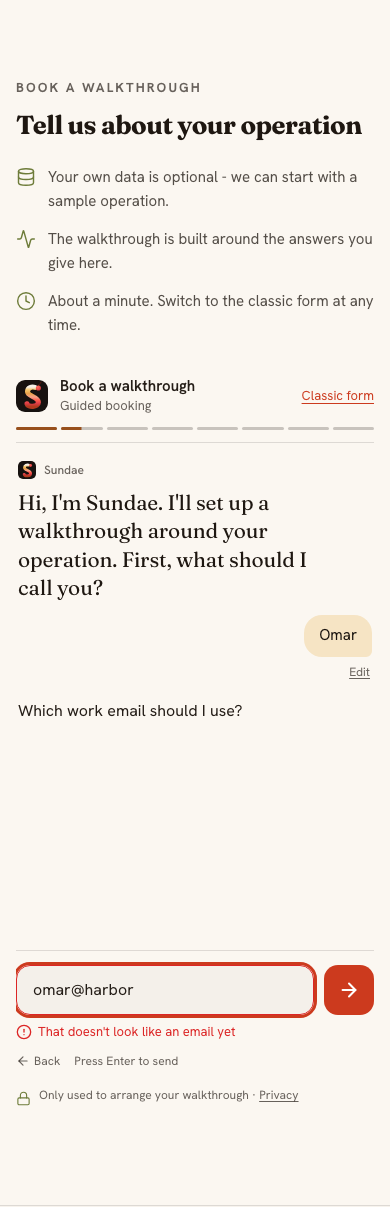 BOOK A WALKTHROUGH
Tell us about your operation
Your own data is optional - we can start with a
sample operation.
The walkthrough is built around the answers you
give here.
About a minute. Switch to the classic form at any
time.
Book a walkthrough
Guided booking
Classic form
Sundae
Hi, I'm Sundae. I'll set up a
walkthrough around your
operation. First, what should I
call you?
Omar
Edit
Which work email should I use?
omar@harbor
That doesn't look like an email yet
Back Press Enter to send
Only used to arrange your walkthrough · Privacy